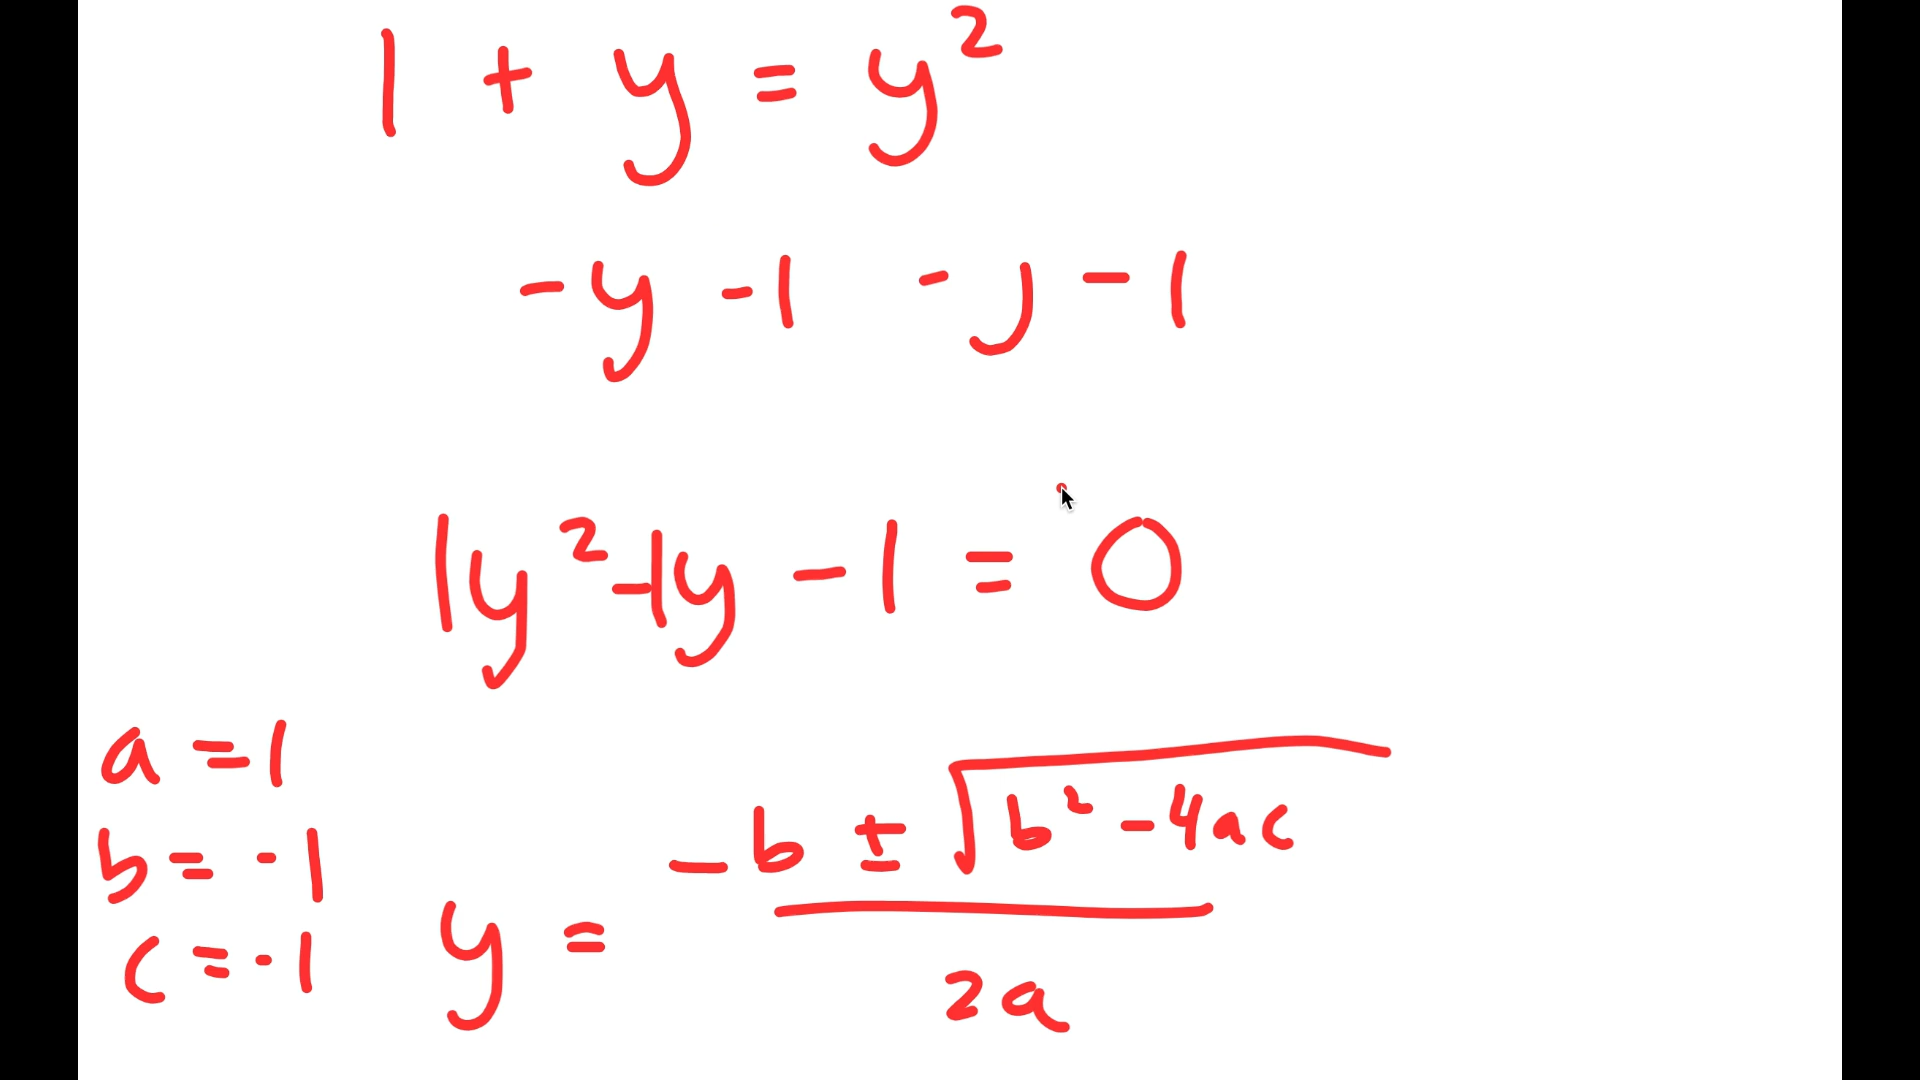 1 + y = y²
-y -1 -y -1
1y² -1y - 1 = 0
a = 1
b = -1
c = -1
y = -b ± √b² - 4ac
2a